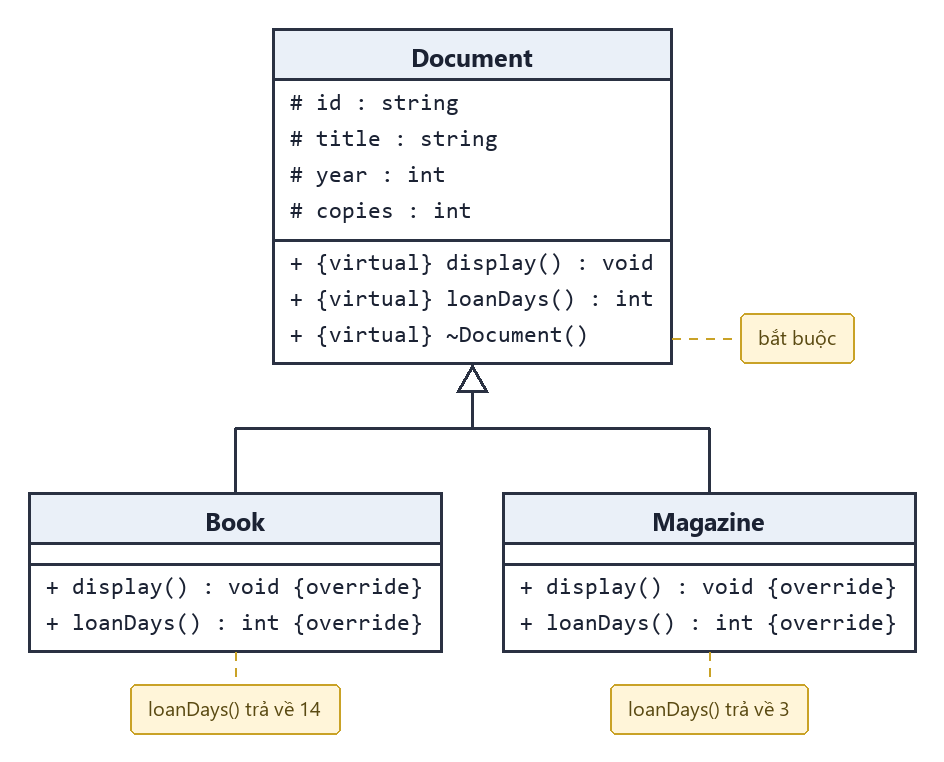 Document
# id : string
# title : string
# year : int
# copies : int
+ {virtual} display() : void
+ {virtual} loanDays() : int
+ {virtual} ~Document()
bắt buộc
Book
+ display() : void {override}
+ loanDays() : int {override}
loanDays() trả về 14
Magazine
+ display() : void {override}
+ loanDays() : int {override}
loanDays() trả về 3